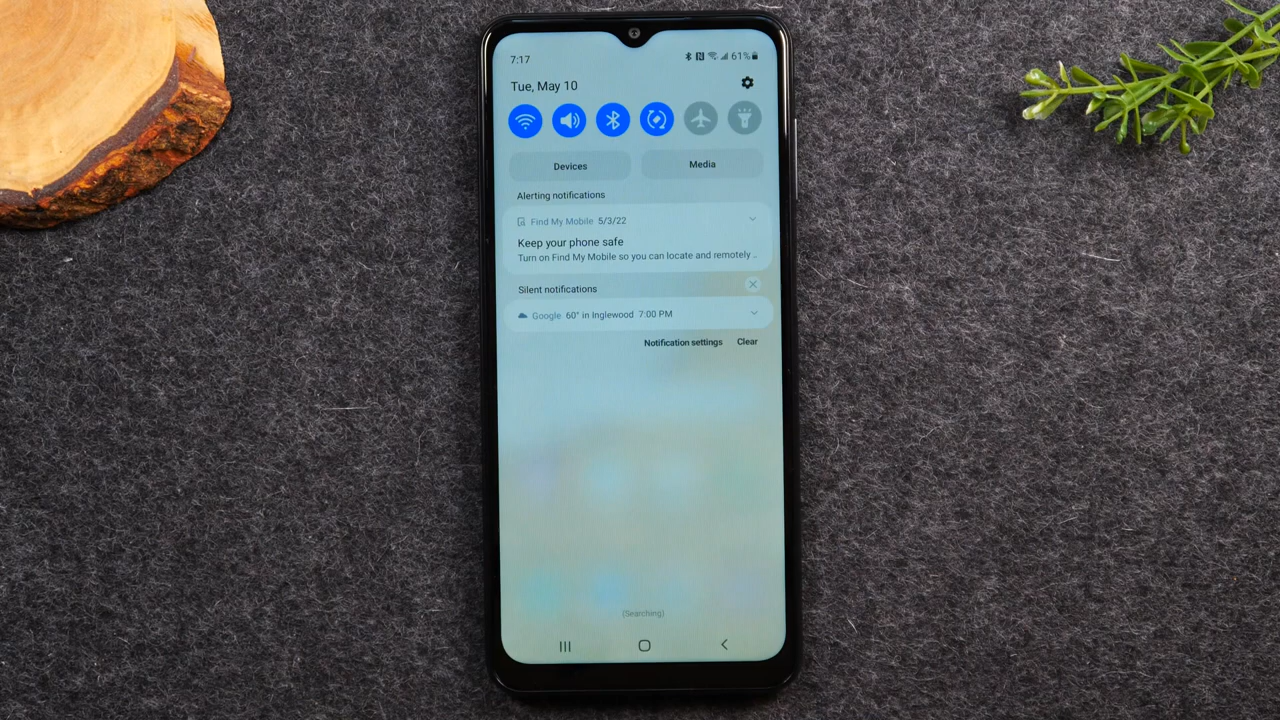 7:17 61%
Tue, May 10
Devices Media
Alerting notifications
Find My Mobile 5/3/22
Keep your phone safe
Turn on Find My Mobile so you can locate and remotely ..
Silent notifications
Google 60° in Inglewood 7:00 PM
Notification settings Clear
(Searching)